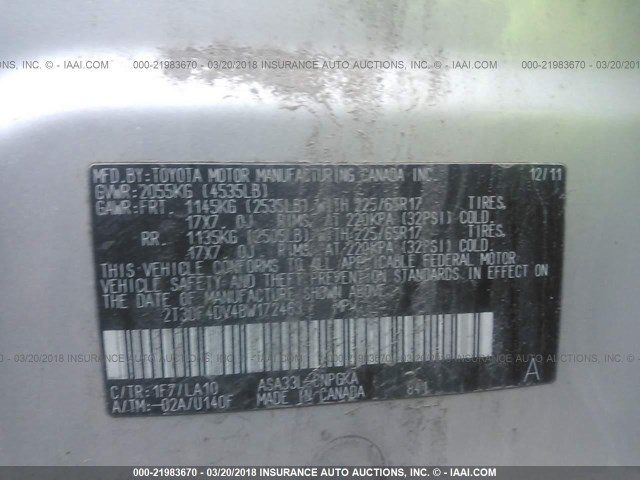 INC. - IAAI.COM 000-21983670 - 03/20/2018 INSURANCE AUTO AUCTIONS, INC. - IAAI.COM 000-21983670 - 03/20/2018
MFD.BY:TOYOTA MOTOR MANUFACTURING CANADA INC. 12/11
GVWR:2055KG (4535LB)
GAWR:FRT. 1145KG (2535LB)WITH 225/65R17 TIRES,
17X7 0J RIMS, AT 220KPA (32PSI) COLD.
RR. 1135KG (2505LB)WITH 225/65R17 TIRES,
17X7 0J RIMS, AT 220KPA (32PSI) COLD.
THIS VEHICLE CONFORMS TO ALL APPLICABLE FEDERAL MOTOR
VEHICLE SAFETY AND THEFT PREVENTION STANDARDS IN EFFECT ON
THE DATE OF MANUFACTURE SHOWN ABOVE.
MPV
C/TR:1F7/LA10
A/TM:-02A/U140F MADE IN CANADA A
000-21983670 - 03/20/2018 INSURANCE AUTO AUCTIONS, INC. - IAAI.COM